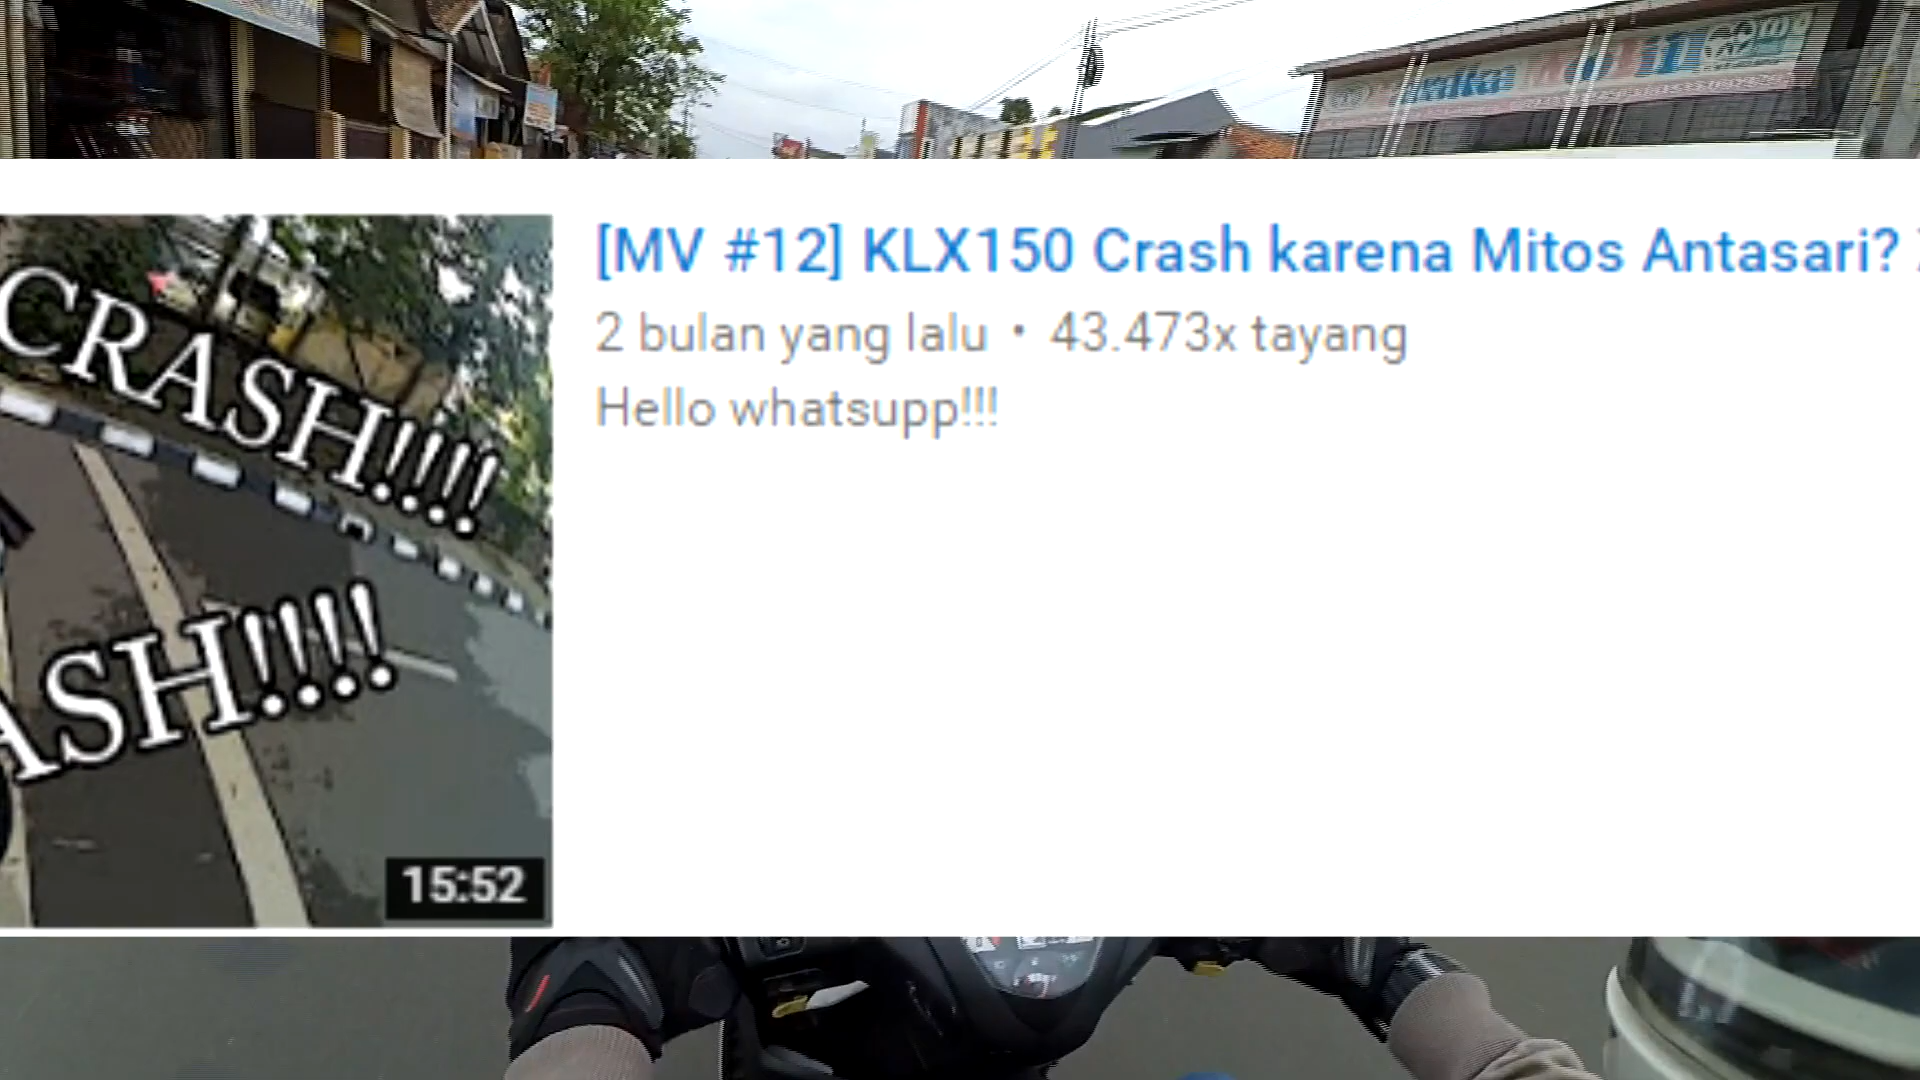 [MV #12] KLX150 Crash karena Mitos Antasari?
2 bulan yang lalu • 43.473x tayang
Hello whatsupp!!!
CRASH!!!!
ASH!!!!
15:52